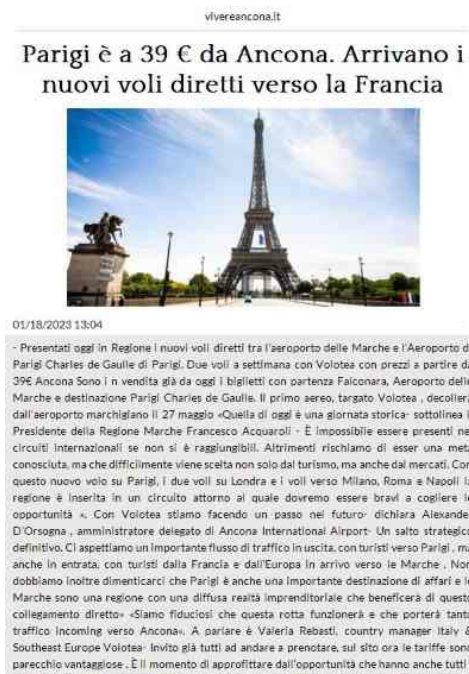 vivereancona.it
Parigi è a 39 € da Ancona. Arrivano i
nuovi voli diretti verso la Francia
01/18/2023 13:04
- Presentati oggi in Regione i nuovi voli diretti tra l'aeroporto delle Marche e l'Aeroporto d
Parigi Charles de Gaulle di Parigi. Due voli a settimana con Volotea con prezzi a partire da
39€ Ancona Sono i n vendita già da oggi i biglietti con partenza Falconara, Aeroporto delle
Marche e destinazione Parigi Charles de Gaulle. Il primo aereo, targato Volotea , decollerà
dall'aeroporto marchigiano il 27 maggio «Quella di oggi è una giornata storica- sottolinea i
Presidente della Regione Marche Francesco Acquaroli - È impossibile essere presenti ne
circuiti internazionali se non si è raggiungibili. Altrimenti rischiamo di esser una meta
conosciuta, ma che difficilmente viene scelta non solo dal turismo, ma anche dai mercati. Con
questo nuovo volo su Parigi, i due voli su Londra e i voli verso Milano, Roma e Napoli la
regione è inserita in un circuito attorno al quale dovremo essere bravi a cogliere le
opportunità «. Con Volotea stiamo facendo un passo nel futuro- dichiara Alexander
D'Orsogna , amministratore delegato di Ancona International Airport- Un salto strategico
definitivo. Ci aspettiamo un importante flusso di traffico in uscita, con turisti verso Parigi , ma
anche in entrata, con turisti dalla Francia e dall'Europa in arrivo verso le Marche . Non
dobbiamo inoltre dimenticarci che Parigi è anche una importante destinazione di affari e le
Marche sono una regione con una diffusa realtà imprenditoriale che beneficerà di questo
collegamento diretto» «Siamo fiduciosi che questa rotta funzionerà e che porterà tanto
traffico incoming verso Ancona«. A parlare è Valeria Rebasti, country manager Italy &
Southeast Europe Volotea- Invito già tutti ad andare a prenotare, sul sito ora le tariffe sono
parecchio vantaggiose . È il momento di approfittare dall'opportunità che hanno anche tutti